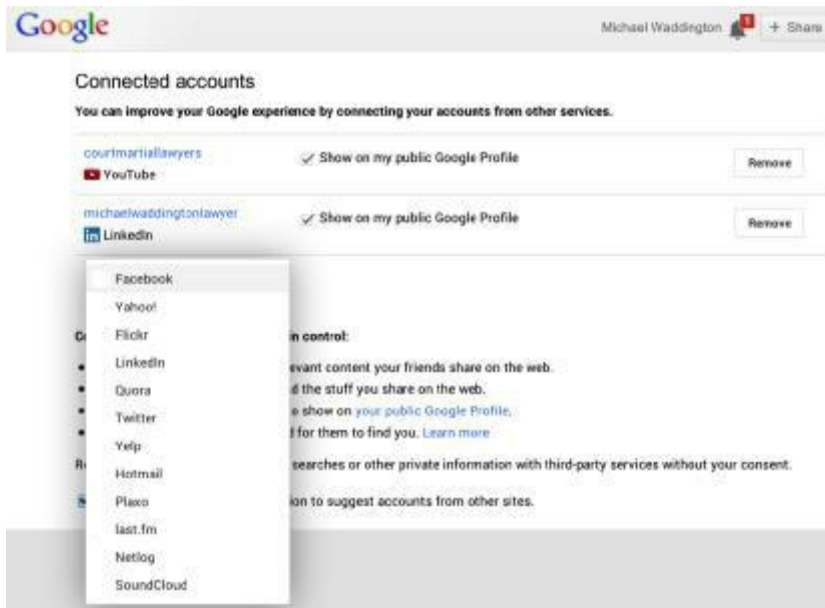 Google
Michael Waddington 1 + Share
Connected accounts
You can improve your Google experience by connecting your accounts from other services.
courtmartiallawyers
YouTube
✓ Show on my public Google Profile
Remove
michaelwaddingtonlawyer
in LinkedIn
✓ Show on my public Google Profile
Remove
Facebook
Yahoo!
Flickr
LinkedIn
Quora
Twitter
Yelp
Hotmail
Plaxo
last.fm
Netlog
SoundCloud
in control:
content your friends share on the web.
the stuff you share on the web.
show on your public Google Profile.
for them to find you. Learn more
searches or other private information with third-party services without your consent.
to suggest accounts from other sites.